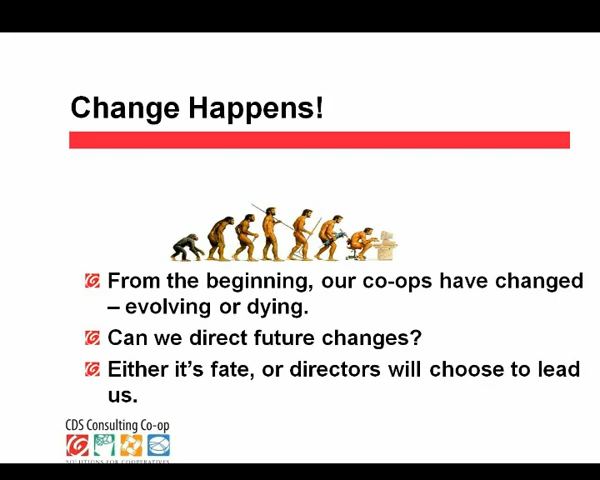 Change Happens!
From the beginning, our co-ops have changed
– evolving or dying.
Can we direct future changes?
Either it's fate, or directors will choose to lead
us.
CDS Consulting Co-op
SOLUTIONS FOR COOPERATIVES